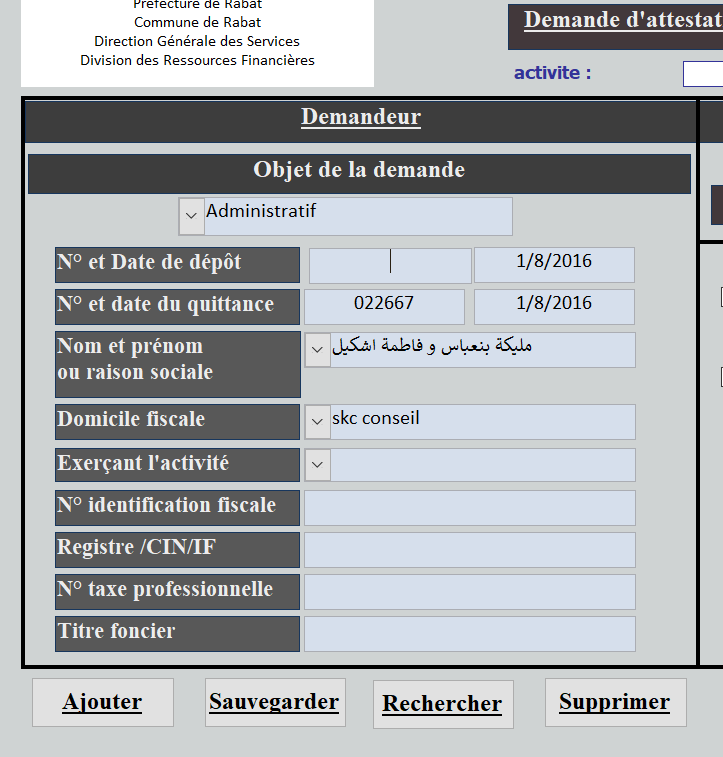 Préfecture de Rabat
Commune de Rabat
Direction Générale des Services
Division des Ressources Financières
Demande d'attestat
activite :
Demandeur
Objet de la demande
Administratif
N° et Date de dépôt 1/8/2016
N° et date du quittance 022667 1/8/2016
Nom et prénom
ou raison sociale
مليكة بنعباس و فاطمة اشكيل
Domicile fiscale skc conseil
Exerçant l'activité
N° identification fiscale
Registre /CIN/IF
N° taxe professionnelle
Titre foncier
Ajouter Sauvegarder Rechercher Supprimer